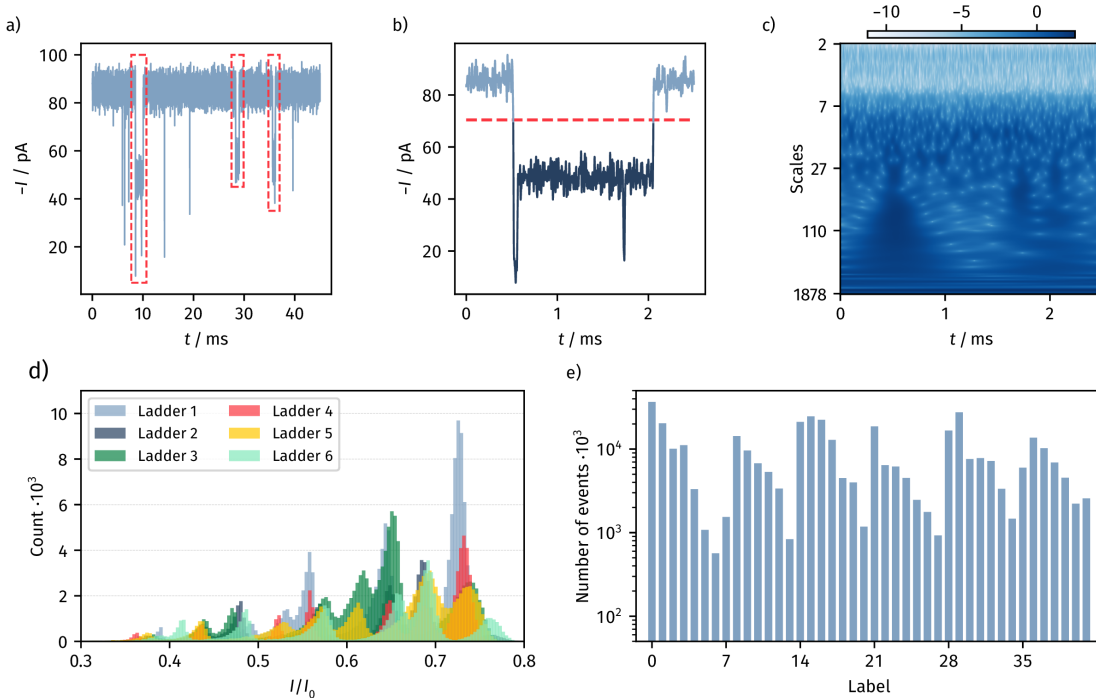 a)
100
80
60
40
20
−I / pA
0
10
20
30
40
t / ms
b)
80
60
40
20
−I / pA
0
1
2
t / ms
c)
−10
−5
0
2
7
27
110
1878
Scales
0
1
2
t / ms
d)
Ladder 1
Ladder 2
Ladder 3
Ladder 4
Ladder 5
Ladder 6
10
8
6
4
2
0
Count ·10³
0.3
0.4
0.5
0.6
0.7
0.8
I/I₀
e)
10⁴
10³
10²
Number of events ·10³
0
7
14
21
28
35
Label